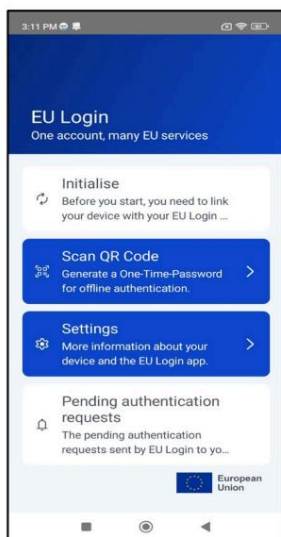 3:11 PM
EU Login
One account, many EU services
Initialise
Before you start, you need to link
your device with your EU Login ...
Scan QR Code
Generate a One-Time-Password
for offline authentication.
Settings
More information about your
device and the EU Login app.
Pending authentication
requests
The pending authentication
requests sent by EU Login to yo...
European
Union